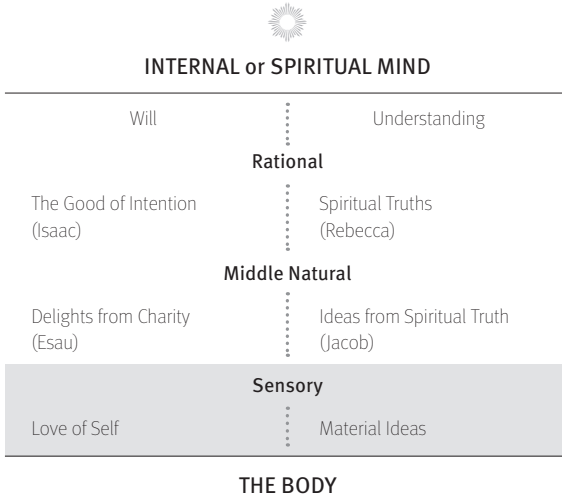 INTERNAL or SPIRITUAL MIND
Will
Understanding
Rational
The Good of Intention
(Isaac)
Spiritual Truths
(Rebecca)
Middle Natural
Delights from Charity
(Esau)
Ideas from Spiritual Truth
(Jacob)
Sensory
Love of Self
Material Ideas
THE BODY